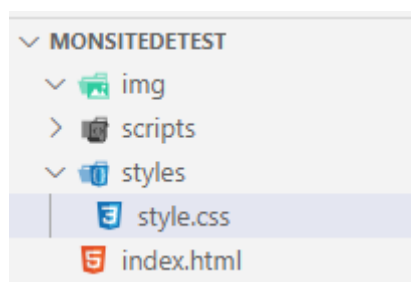 MONSITEDETEST
img
scripts
styles
style.css
index.html